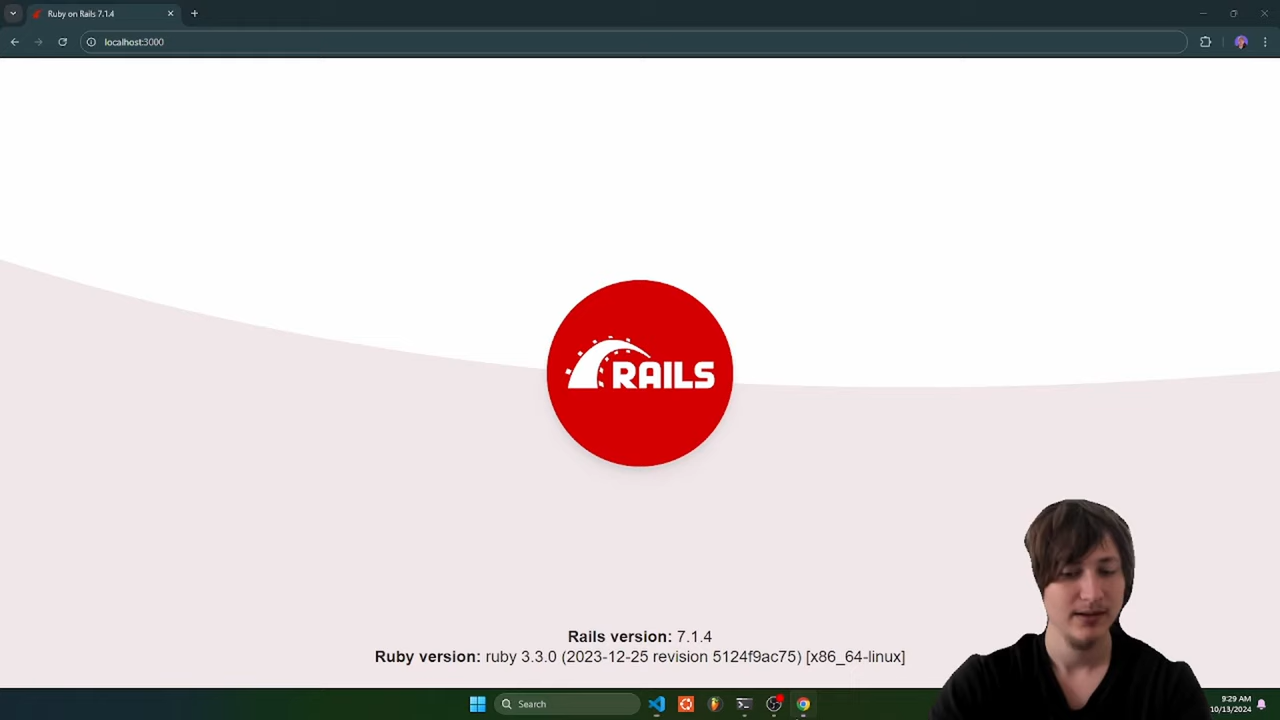 Ruby on Rails 7.1.4
localhost:3000
RAILS
Rails version: 7.1.4
Ruby version: ruby 3.3.0 (2023-12-25 revision 5124f9ac75) [x86_64-linux]
Search
9:29 AM
10/13/2024